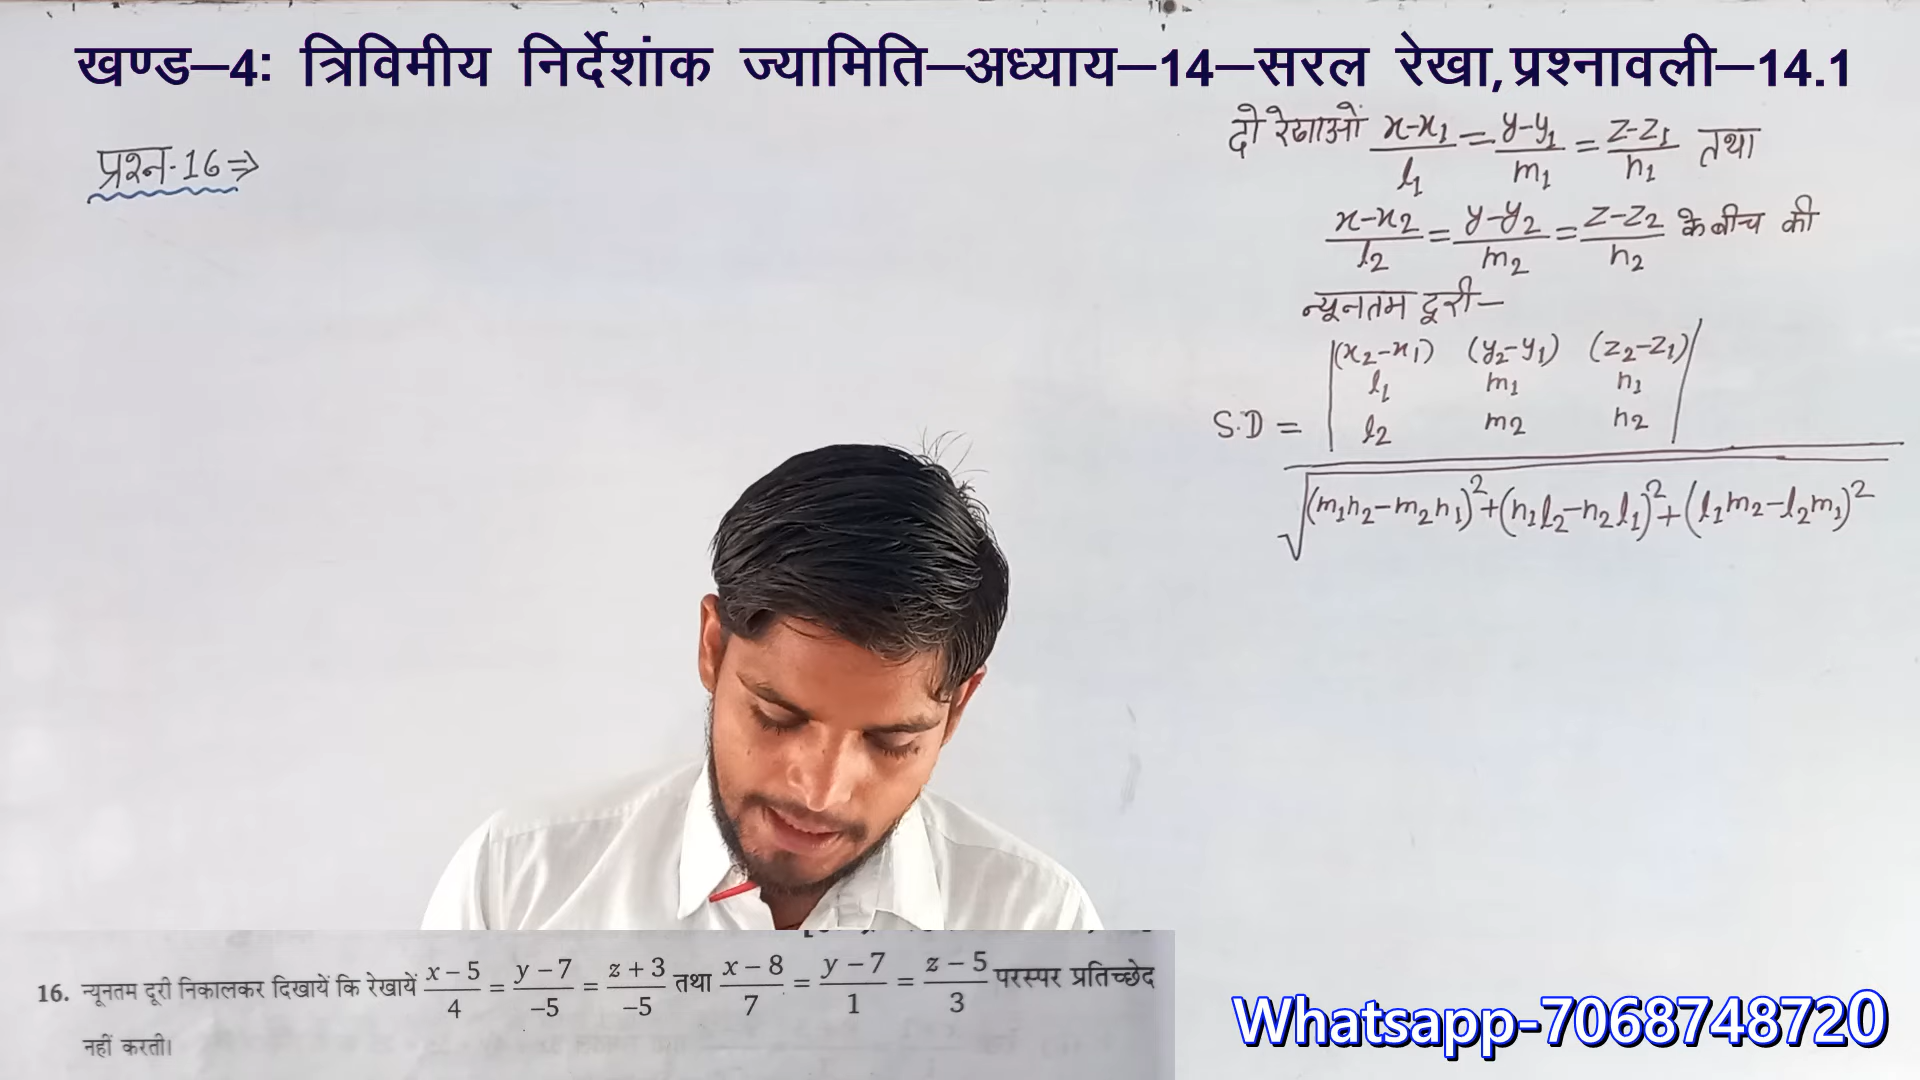 खण्ड–4: त्रिविमीय निर्देशांक ज्यामिति–अध्याय–14–सरल रेखा, प्रश्नावली–14.1
प्रश्न-16⇒
दो रेखाओं (x-x₁)/l₁ = (y-y₁)/m₁ = (z-z₁)/n₁ तथा
(x-x₂)/l₂ = (y-y₂)/m₂ = (z-z₂)/n₂ के बीच की
न्यूनतम दूरी–
|(x₂-x₁) (y₂-y₁) (z₂-z₁)|
l₁ m₁ n₁
S.D = l₂ m₂ n₂
√(m₁n₂-m₂n₁)²+(n₁l₂-n₂l₁)²+(l₁m₂-l₂m₁)²
16. न्यूनतम दूरी निकालकर दिखायें कि रेखायें (x – 5)/4 = (y – 7)/–5 = (z + 3)/–5 तथा (x – 8)/7 = (y – 7)/1 = (z – 5)/3 परस्पर प्रतिच्छेद
नहीं करती।
Whatsapp-7068748720